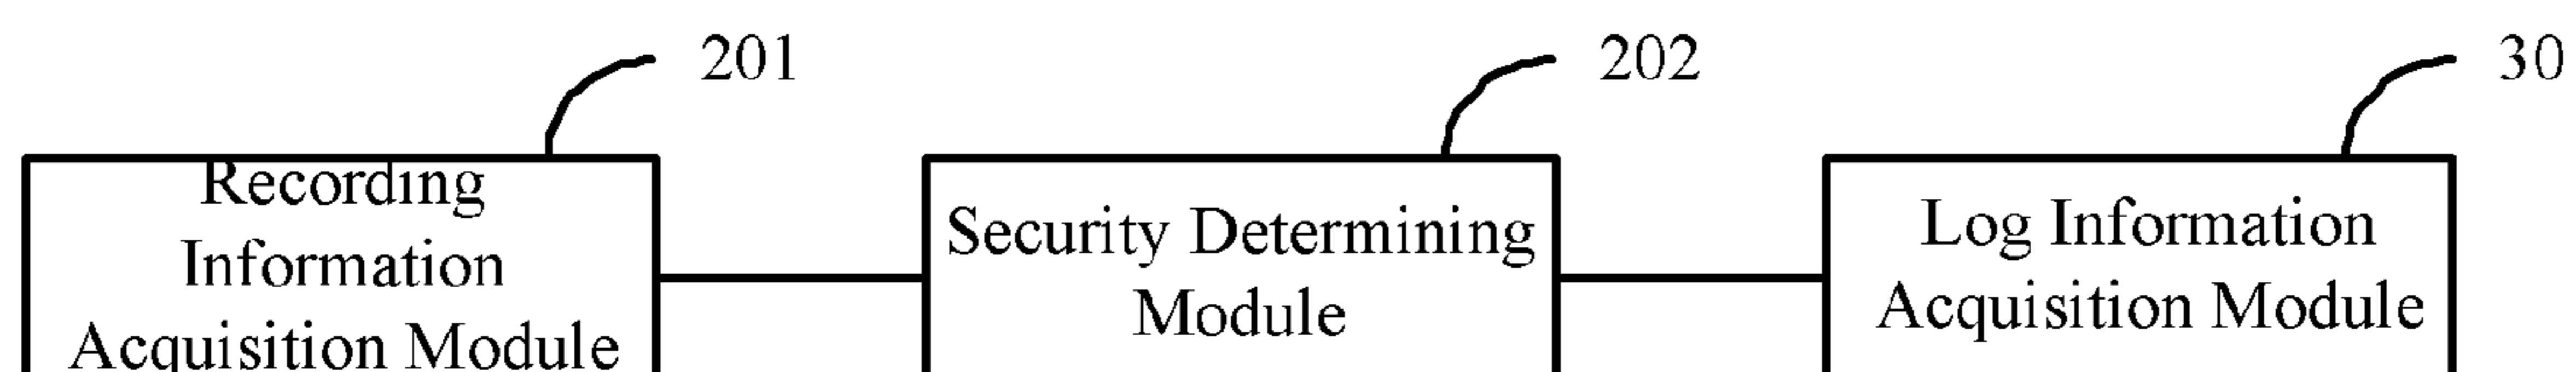 201
202
30
Recording
Information
Acquisition Module
Security Determining
Module
Log Information
Acquisition Module